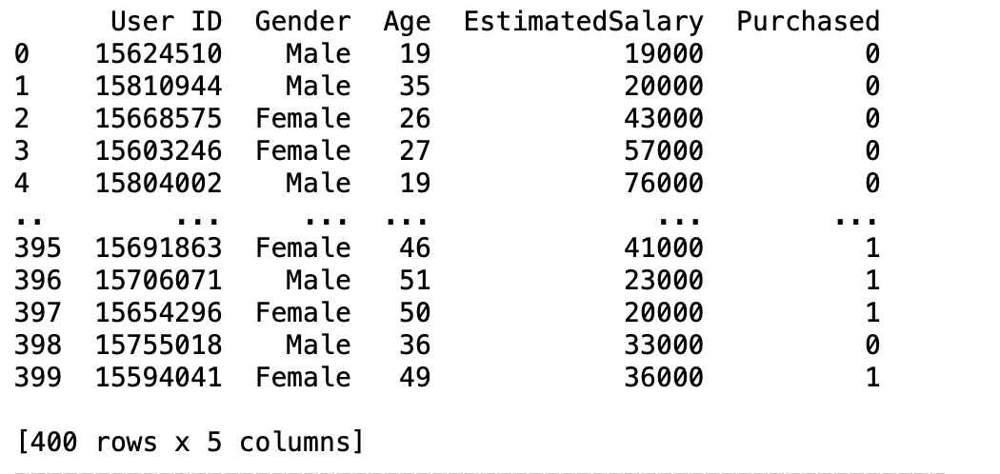 User ID Gender Age EstimatedSalary Purchased
0 15624510 Male 19 19000 0
1 15810944 Male 35 20000 0
2 15668575 Female 26 43000 0
3 15603246 Female 27 57000 0
4 15804002 Male 19 76000 0
.. ... ... ... ... ...
395 15691863 Female 46 41000 1
396 15706071 Male 51 23000 1
397 15654296 Female 50 20000 1
398 15755018 Male 36 33000 0
399 15594041 Female 49 36000 1
[400 rows x 5 columns]